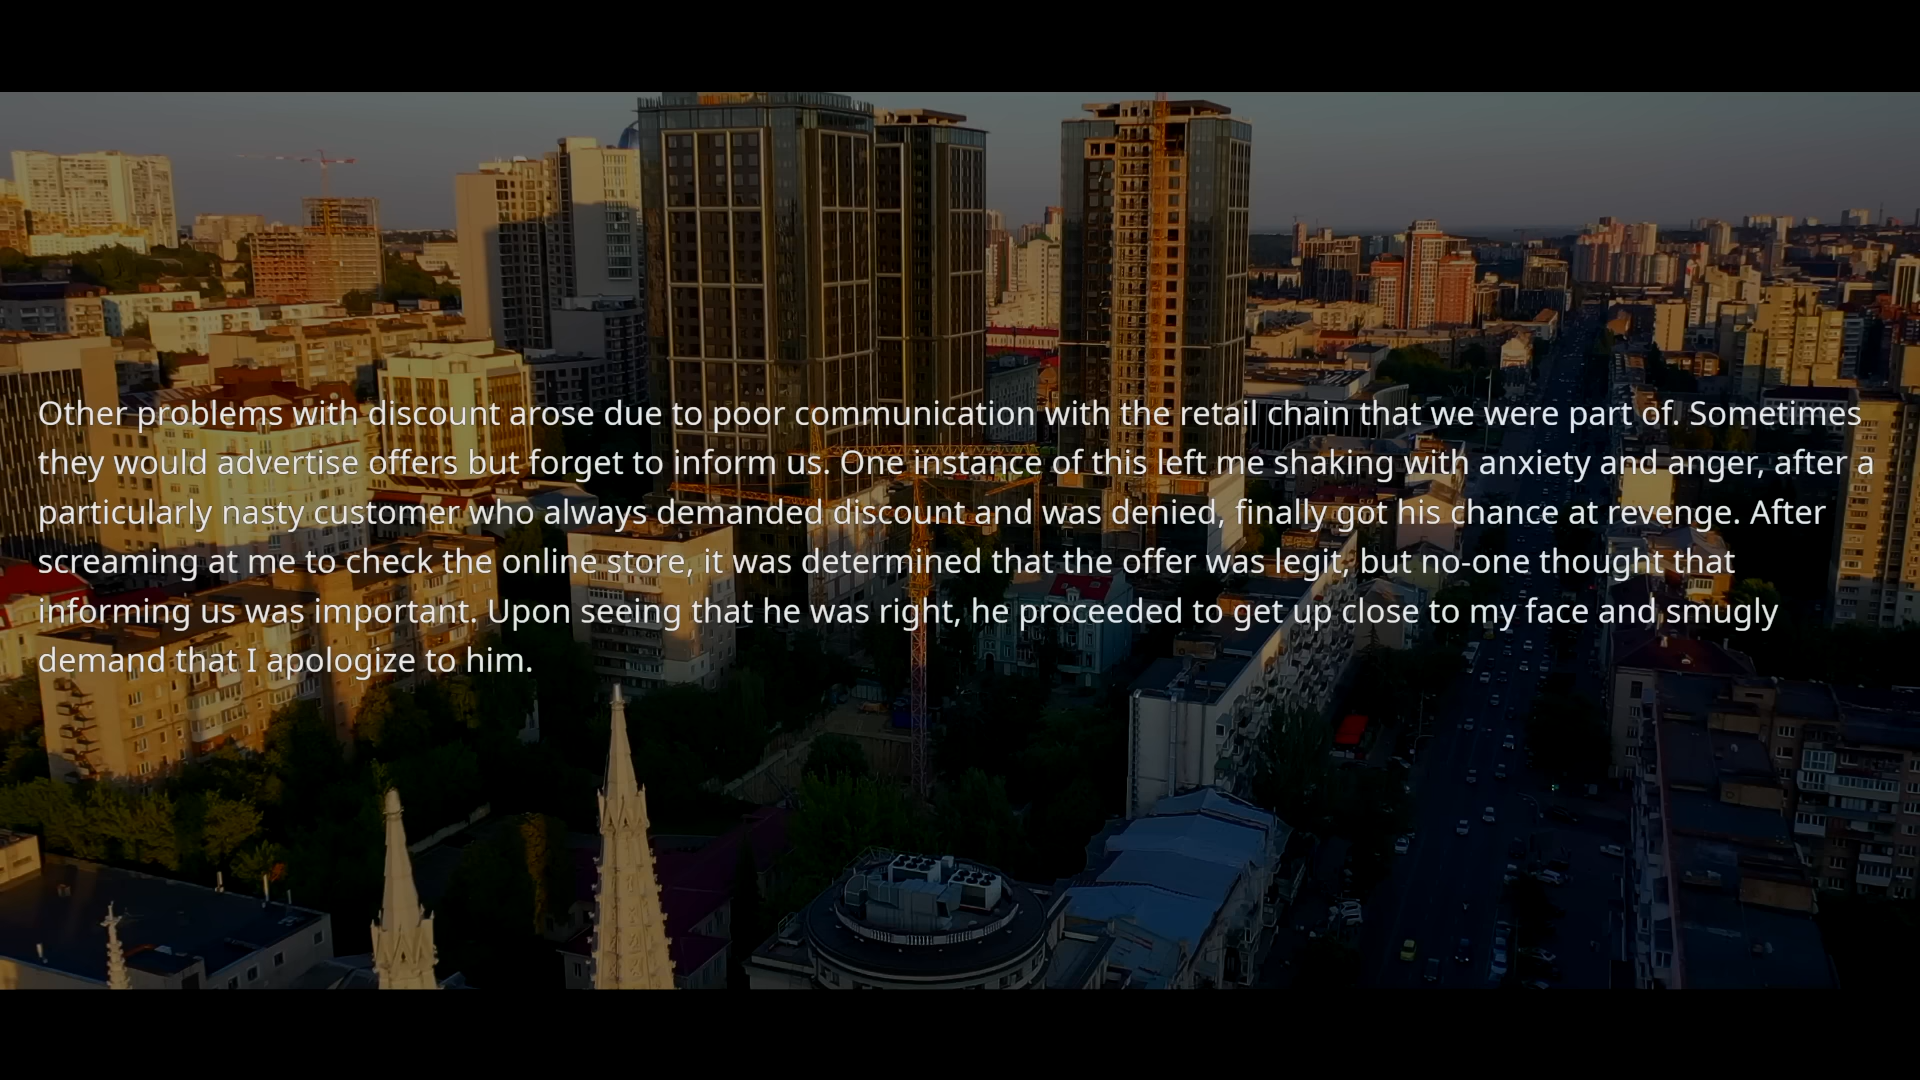 Other problems with discount arose due to poor communication with the retail chain that we were part of. Sometimes
they would advertise offers but forget to inform us. One instance of this left me shaking with anxiety and anger, after a
particularly nasty customer who always demanded discount and was denied, finally got his chance at revenge. After
screaming at me to check the online store, it was determined that the offer was legit, but no-one thought that
informing us was important. Upon seeing that he was right, he proceeded to get up close to my face and smugly
demand that I apologize to him.